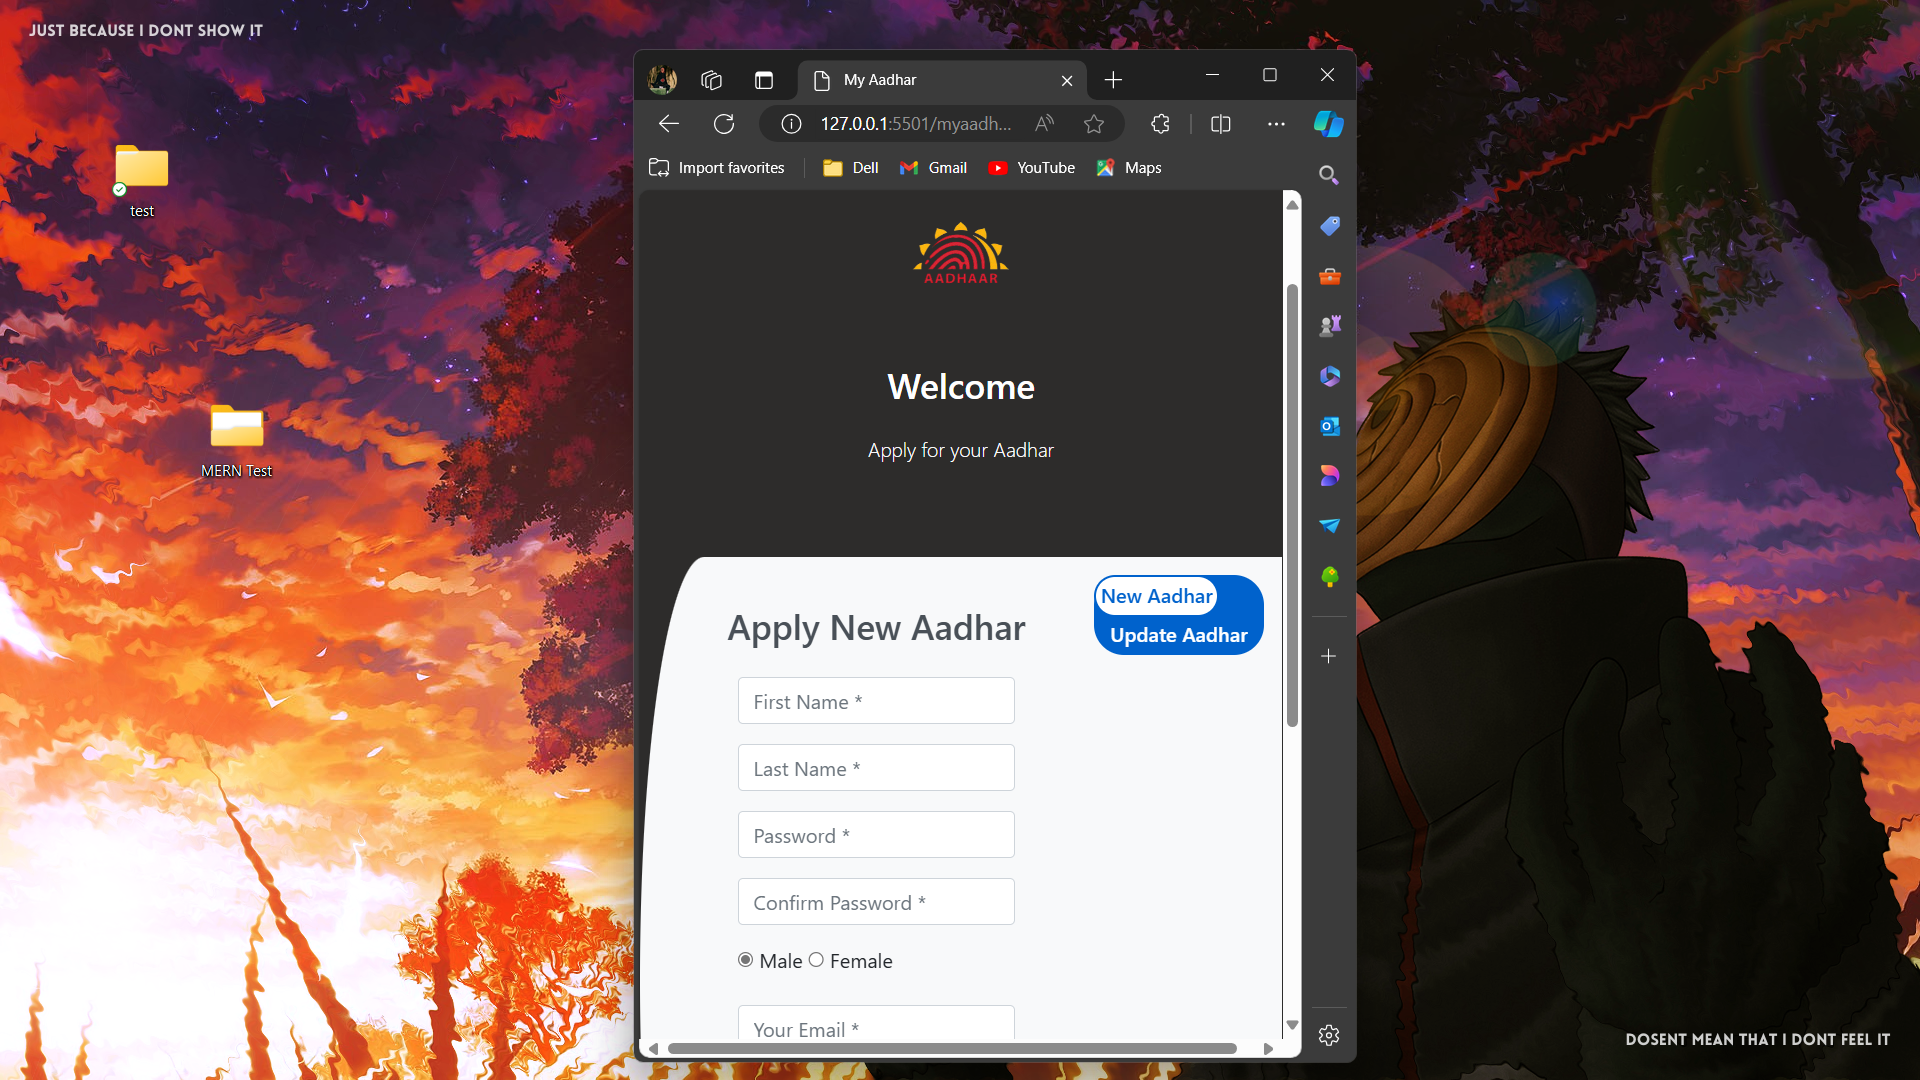 JUST BECAUSE I DONT SHOW IT
test
MERN Test
My Aadhar
127.0.0.1:5501/myaadh...
Import favorites
Dell
Gmail
YouTube
Maps
AADHAAR
Welcome
Apply for your Aadhar
New Aadhar
Update Aadhar
Apply New Aadhar
First Name *
Last Name *
Password *
Confirm Password *
Male Female
Your Email *
DOSENT MEAN THAT I DONT FEEL IT